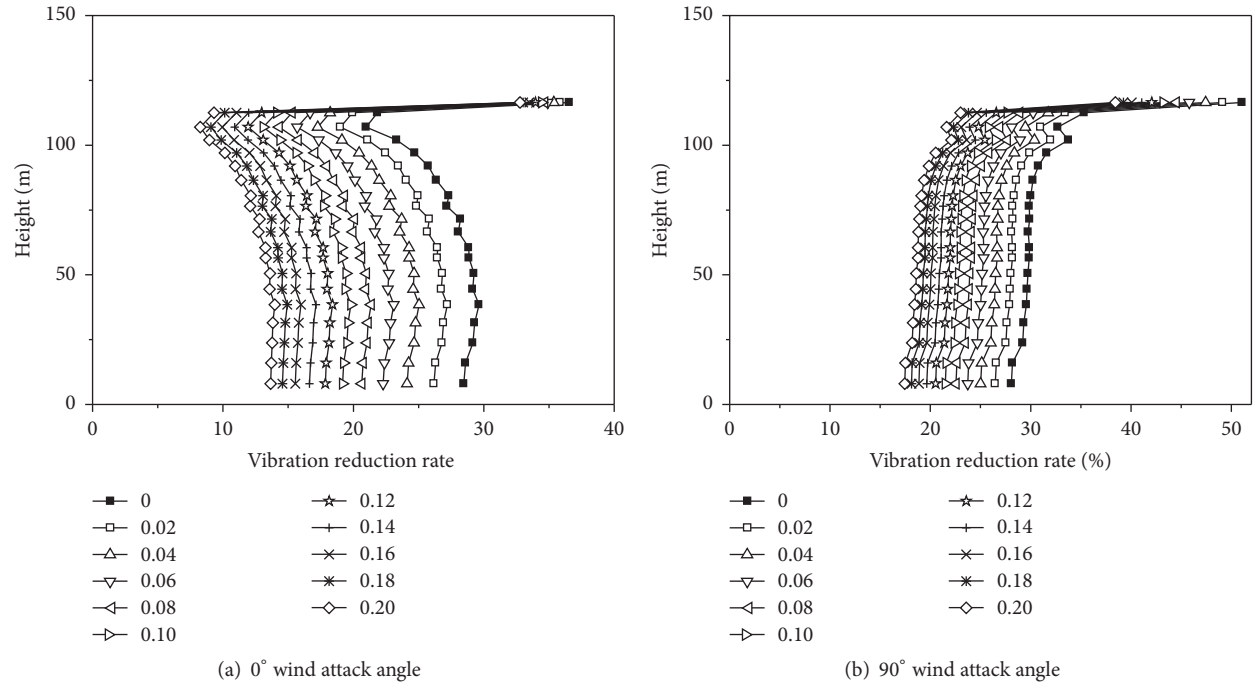 150
100
50
0
Height (m)
0 10 20 30 40
Vibration reduction rate
0 0.12
0.02 0.14
0.04 0.16
0.06 0.18
0.08 0.20
0.10
(a) 0° wind attack angle
150
100
50
0
Height (m)
0 10 20 30 40 50
Vibration reduction rate (%)
0 0.12
0.02 0.14
0.04 0.16
0.06 0.18
0.08 0.20
0.10
(b) 90° wind attack angle